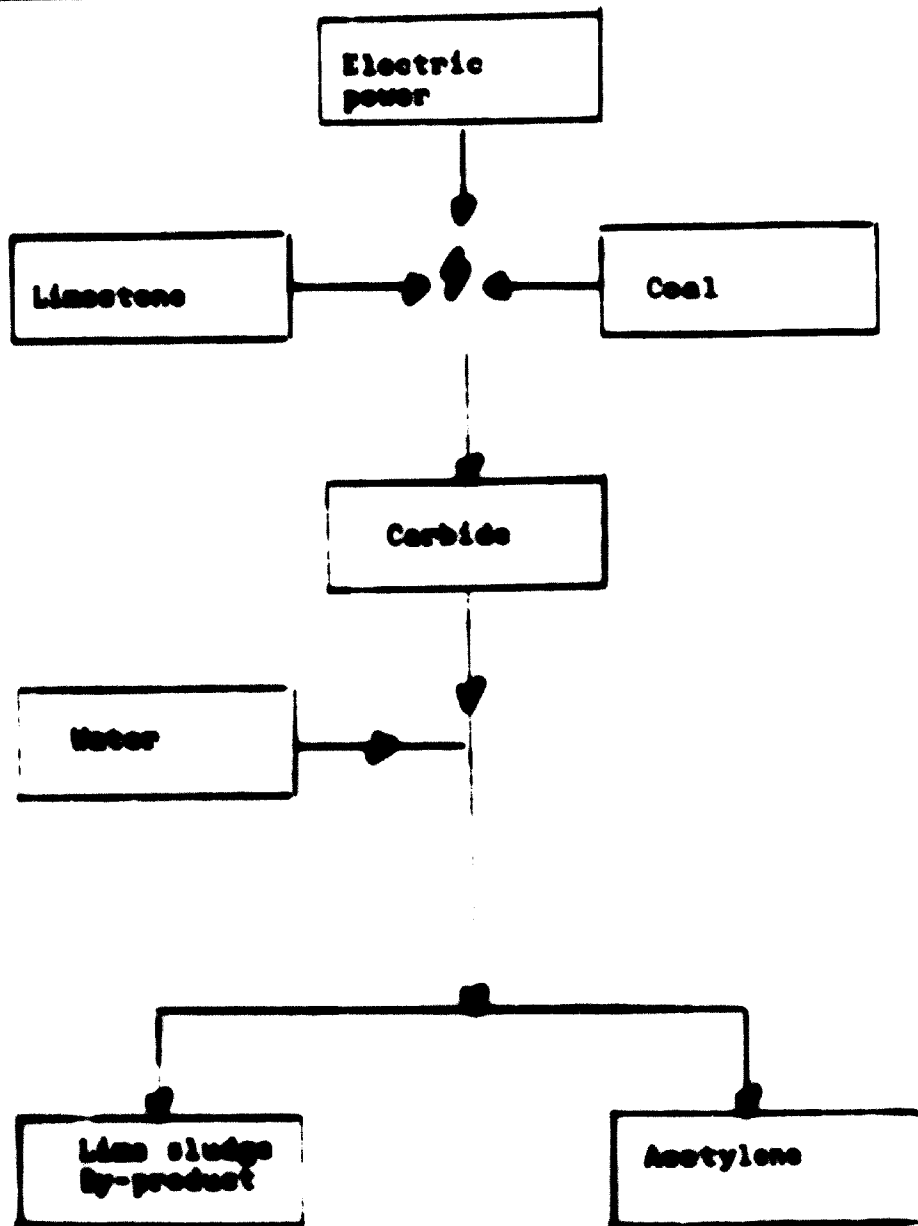 Electric
power
Limestone
Coal
Carbide
Water
Lime sludge
By-product
Acetylene